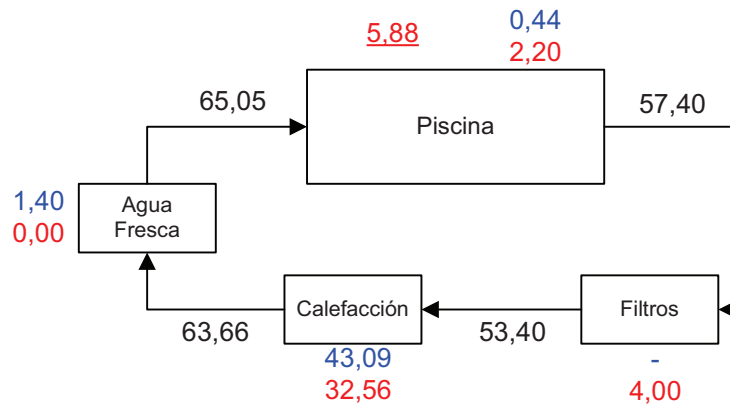 5,88
0,44
2,20
65,05
Piscina
57,40
1,40
0,00
Agua
Fresca
63,66
Calefacción
43,09
32,56
53,40
Filtros
-
4,00